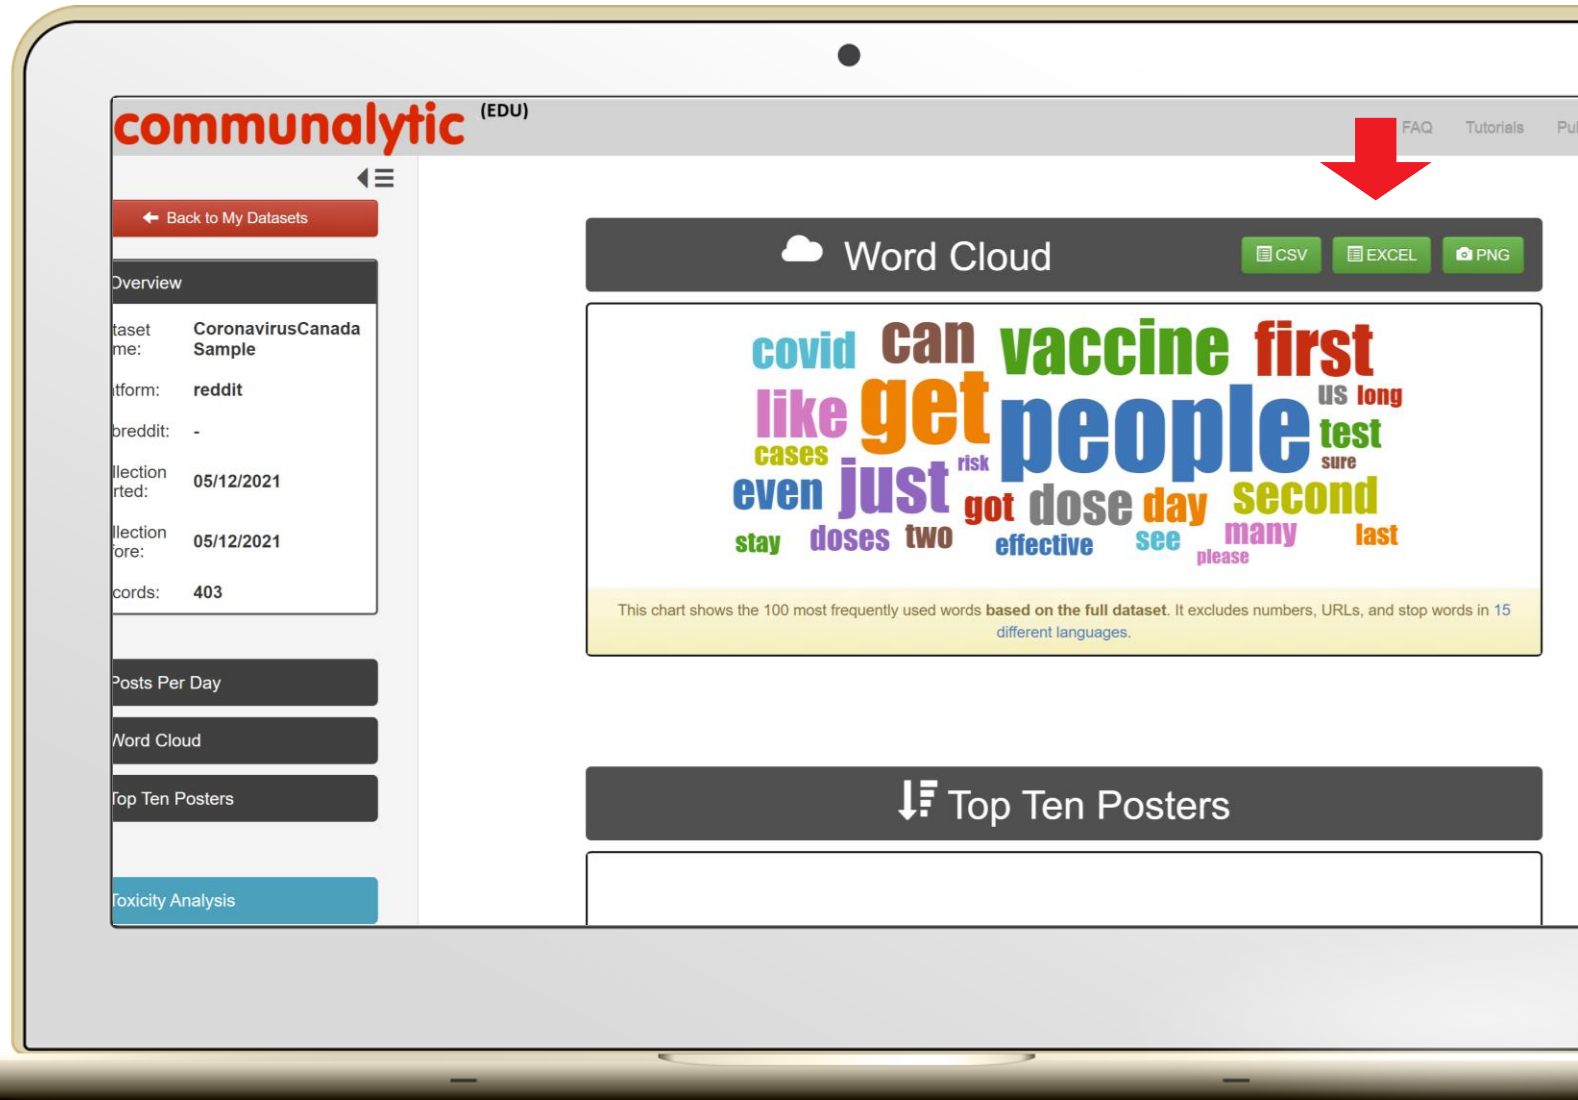 communalytic (EDU)
FAQ Tutorials
Back to My Datasets
Overview
taset CoronavirusCanada
me: Sample
tform: reddit
breddit: -
llection
rted: 05/12/2021
llection
fore: 05/12/2021
cords: 403
Posts Per Day
Word Cloud
Top Ten Posters
Toxicity Analysis
Word Cloud CSV EXCEL PNG
covid can vaccine first
like get people us long
cases risk test
sure
even just got dose day second
stay doses two effective see many last
please
This chart shows the 100 most frequently used words based on the full dataset. It excludes numbers, URLs, and stop words in 15
different languages.
Top Ten Posters